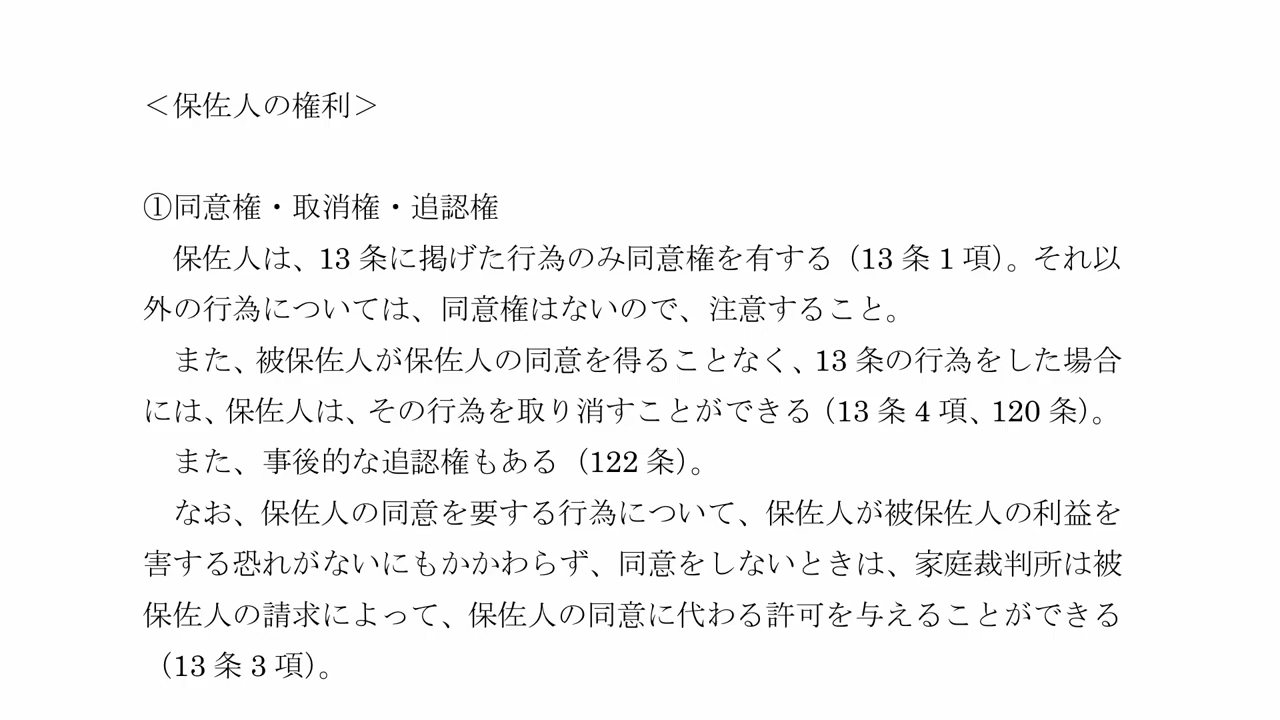 ＜保佐人の権利＞
①同意権・取消権・追認権
保佐人は、13 条に掲げた行為のみ同意権を有する（13 条 1 項）。それ以
外の行為については、同意権はないので、注意すること。
また、被保佐人が保佐人の同意を得ることなく、13 条の行為をした場合
には、保佐人は、その行為を取り消すことができる（13 条 4 項、120 条）。
また、事後的な追認権もある（122 条）。
なお、保佐人の同意を要する行為について、保佐人が被保佐人の利益を
害する恐れがないにもかかわらず、同意をしないときは、家庭裁判所は被
保佐人の請求によって、保佐人の同意に代わる許可を与えることができる
（13 条 3 項）。